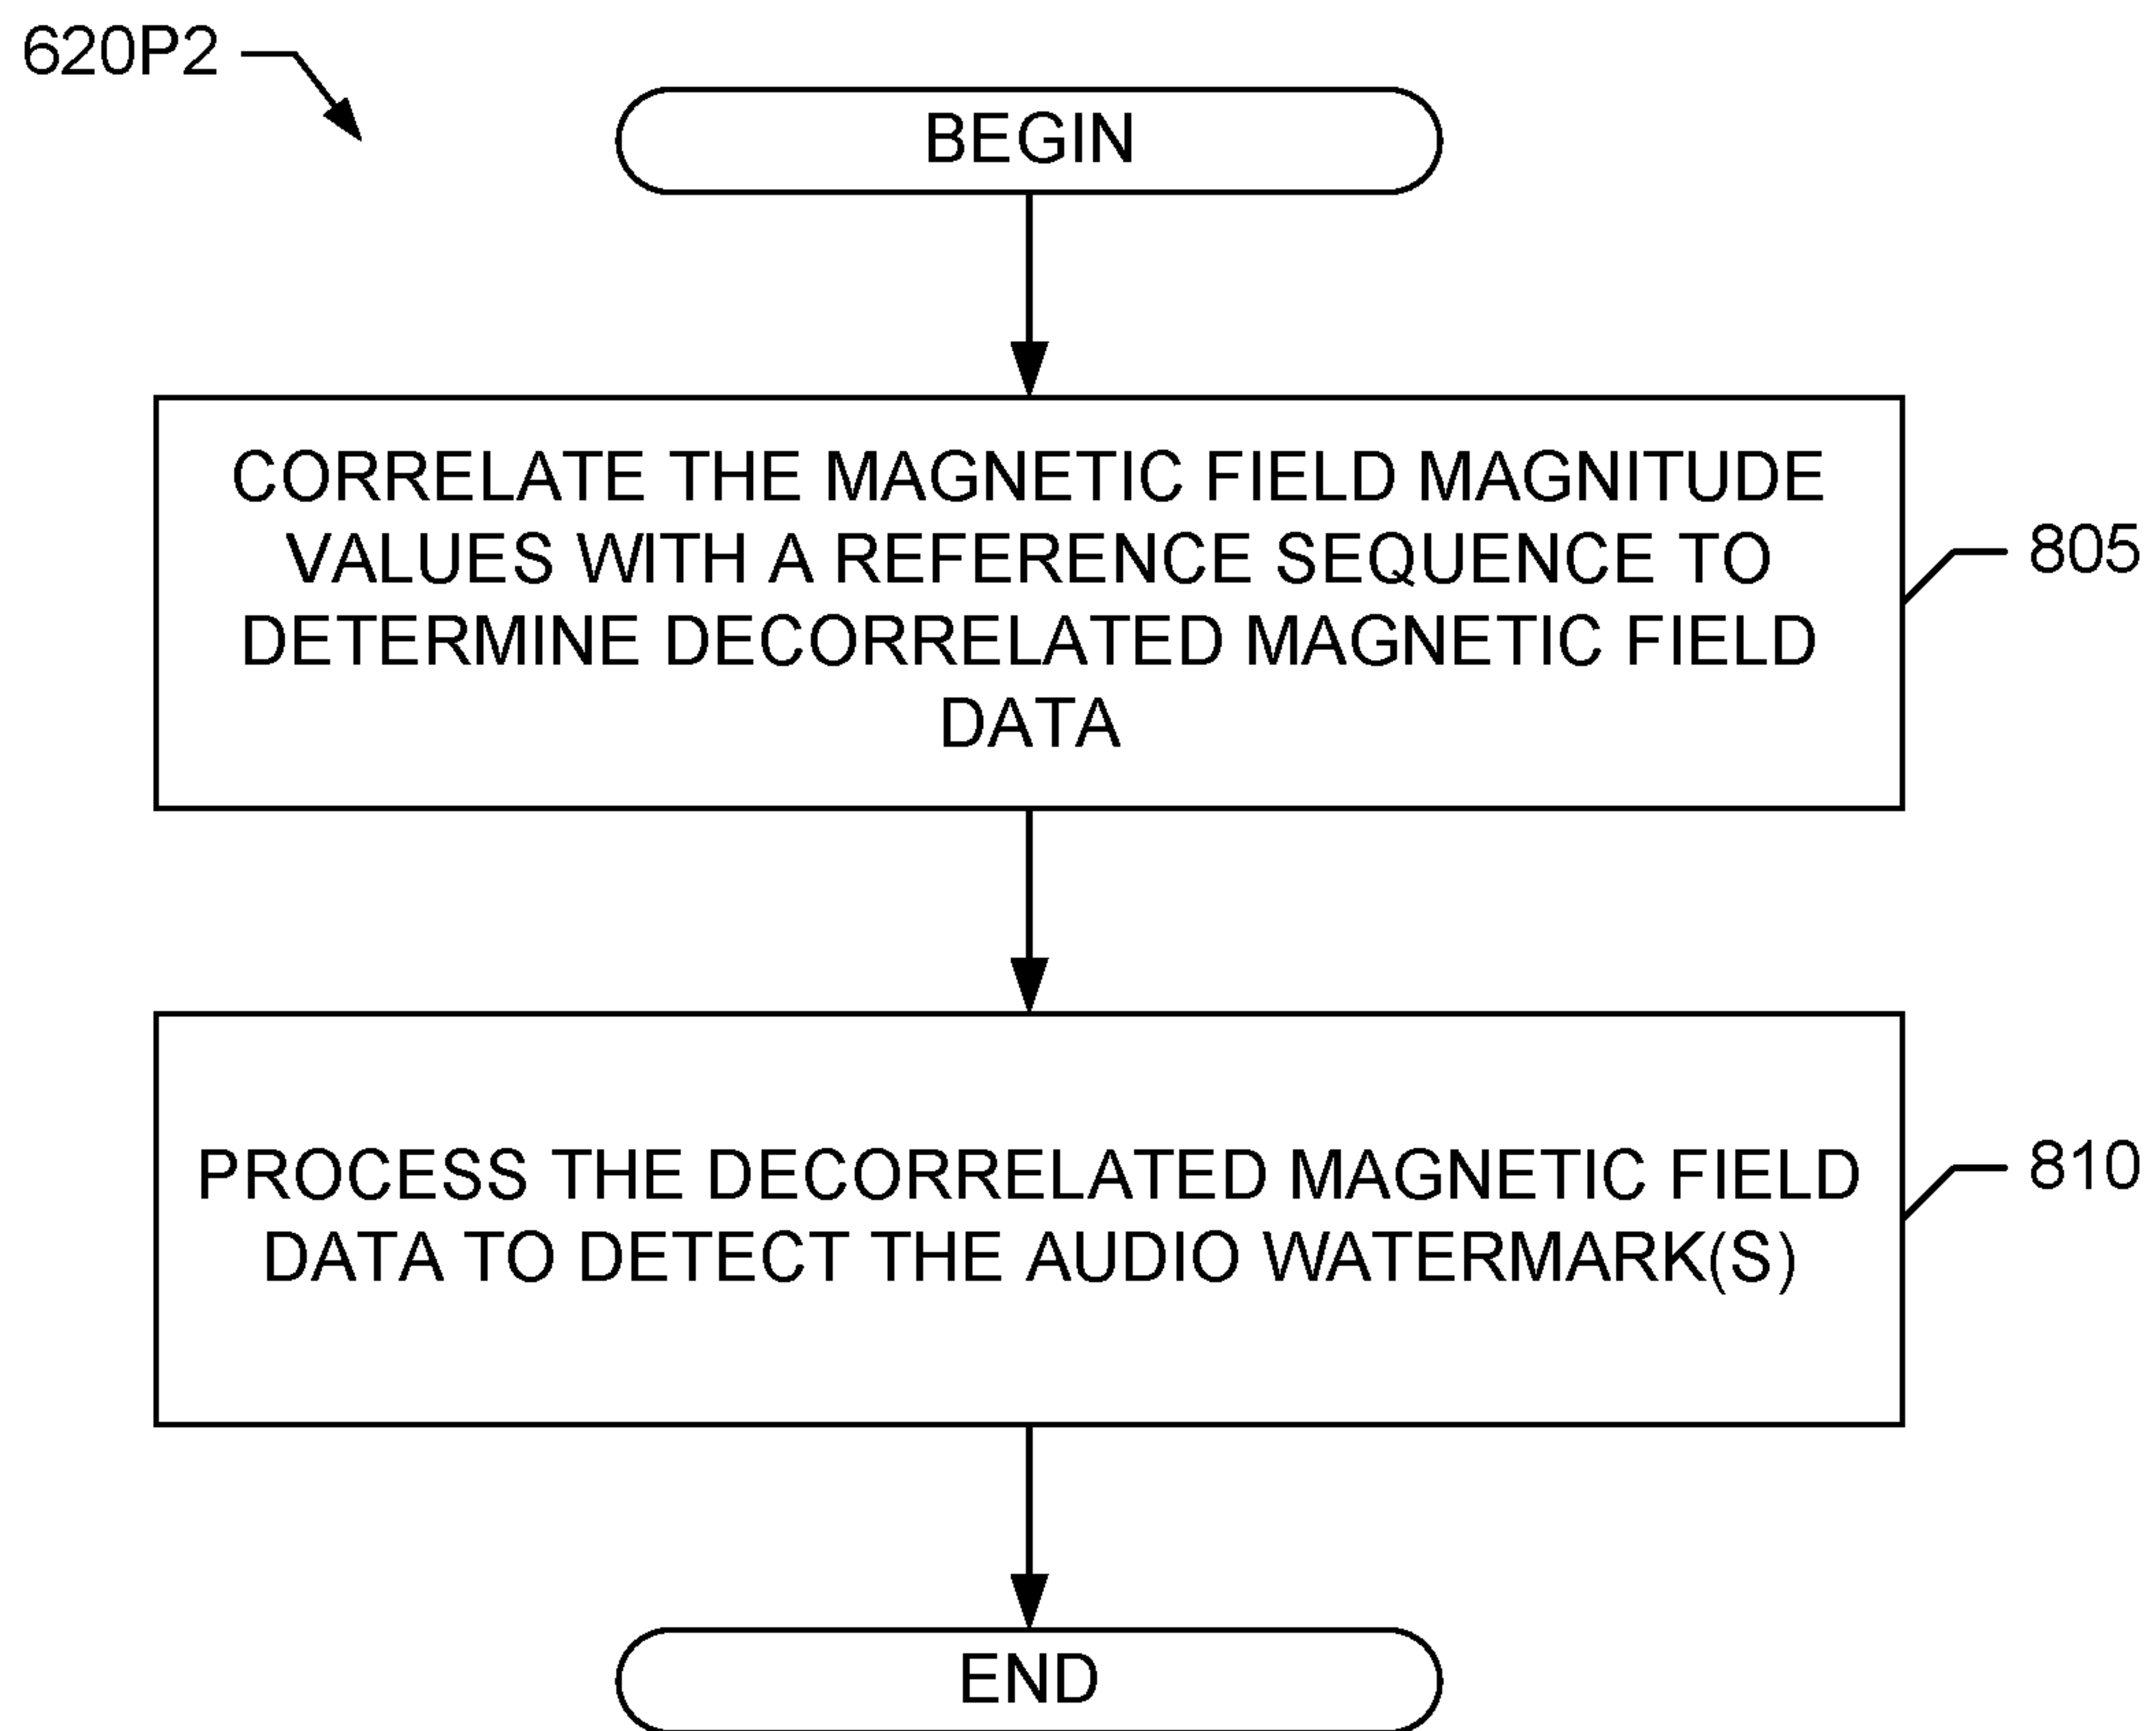 620P2
BEGIN
CORRELATE THE MAGNETIC FIELD MAGNITUDE
VALUES WITH A REFERENCE SEQUENCE TO
DETERMINE DECORRELATED MAGNETIC FIELD
DATA
805
PROCESS THE DECORRELATED MAGNETIC FIELD
DATA TO DETECT THE AUDIO WATERMARK(S)
810
END